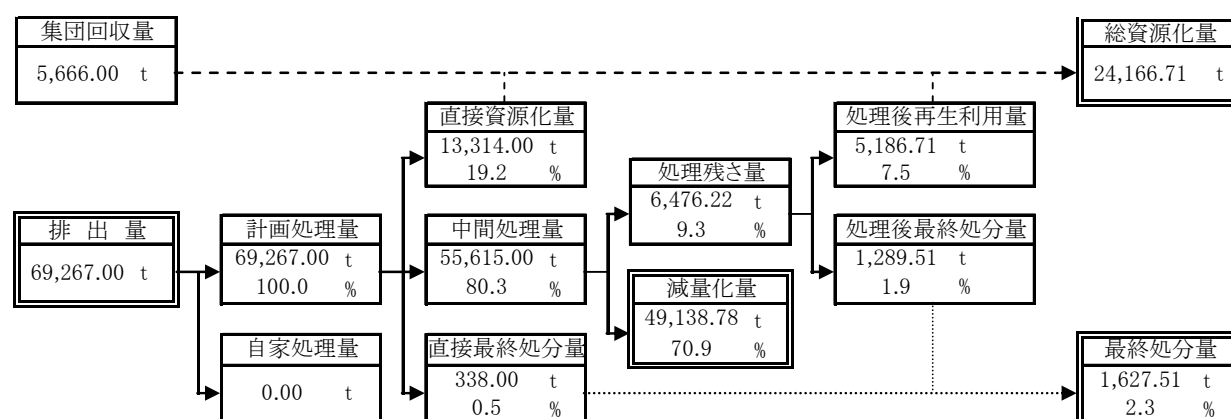 集団回収量
5,666.00 t
総資源化量
24,166.71 t
直接資源化量
13,314.00 t
19.2 %
処理後再生利用量
5,186.71 t
7.5 %
処理残さ量
6,476.22 t
9.3 %
排 出 量
69,267.00 t
計画処理量
69,267.00 t
100.0 %
中間処理量
55,615.00 t
80.3 %
処理後最終処分量
1,289.51 t
1.9 %
減量化量
49,138.78 t
70.9 %
自家処理量
0.00 t
直接最終処分量
338.00 t
0.5 %
最終処分量
1,627.51 t
2.3 %